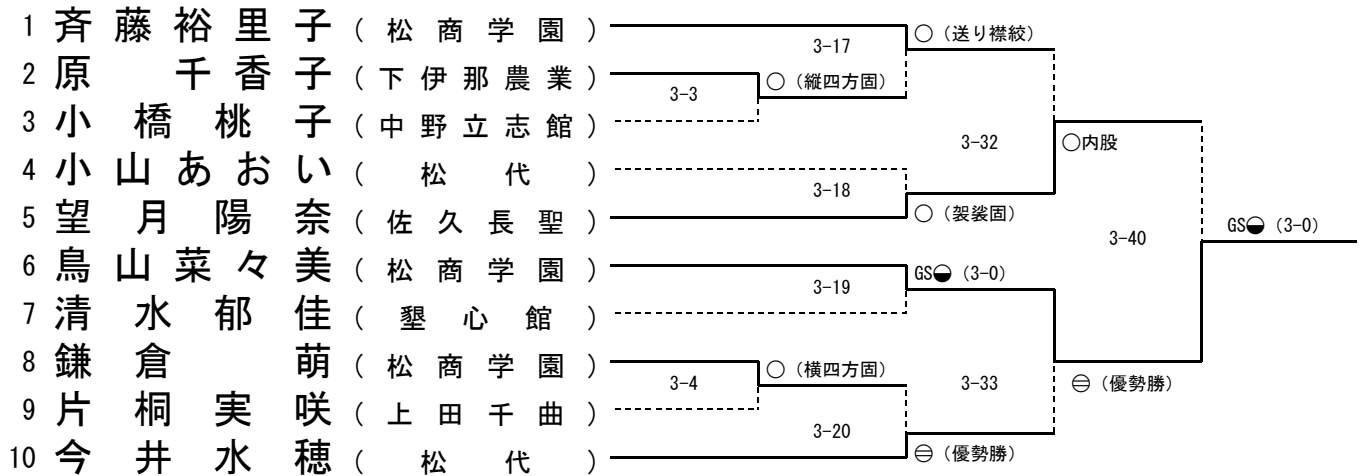 1 斉藤裕里子 (松商学園)
3-17
○ (送り襟絞)
2 原 千香子 (下伊那農業)
3-3
○ (縦四方固)
3 小橋桃子 (中野立志館)
3-32
○内股
4 小山あおい (松代)
3-18
5 望月陽奈 (佐久長聖)
○ (袈裟固)
3-40
GS◒ (3-0)
6 鳥山菜々美 (松商学園)
3-19
GS◒ (3-0)
7 清水郁佳 (墾心館)
8 鎌倉 萌 (松商学園)
3-4
○ (横四方固)
3-33
⊖ (優勢勝)
9 片桐実咲 (上田千曲)
3-20
10 今井水穂 (松代)
⊖ (優勢勝)